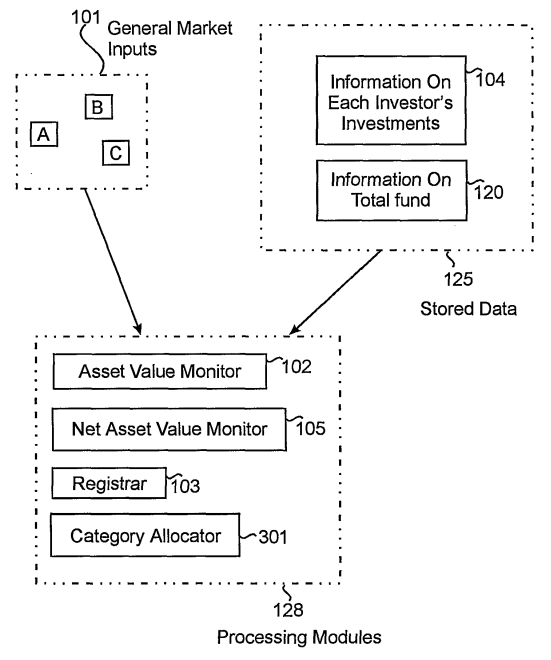 101
General Market
Inputs
A
B
C
Information On
Each Investor's
Investments
104
Information On
Total fund
120
125
Stored Data
Asset Value Monitor
102
Net Asset Value Monitor
105
Registrar
103
Category Allocator
301
128
Processing Modules